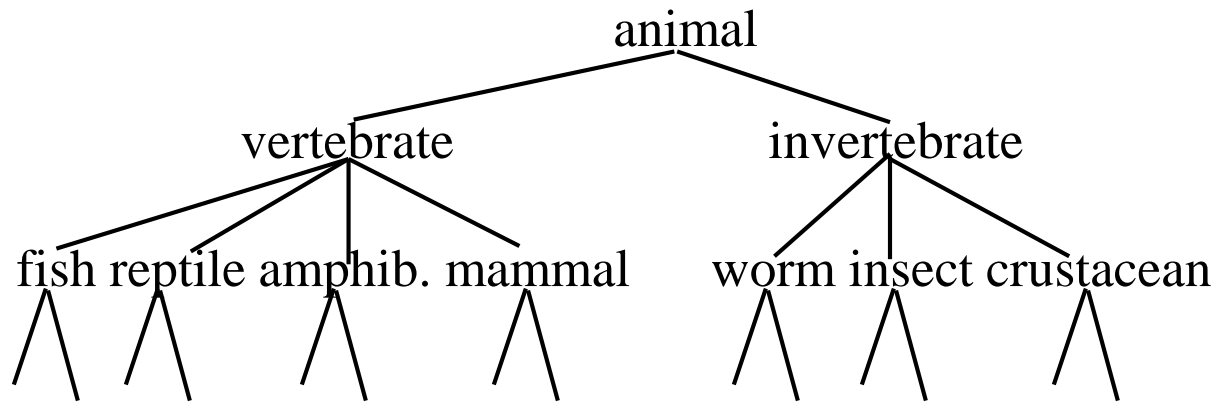 animal
vertebrate invertebrate
fish reptile amphib. mammal worm insect crustacean